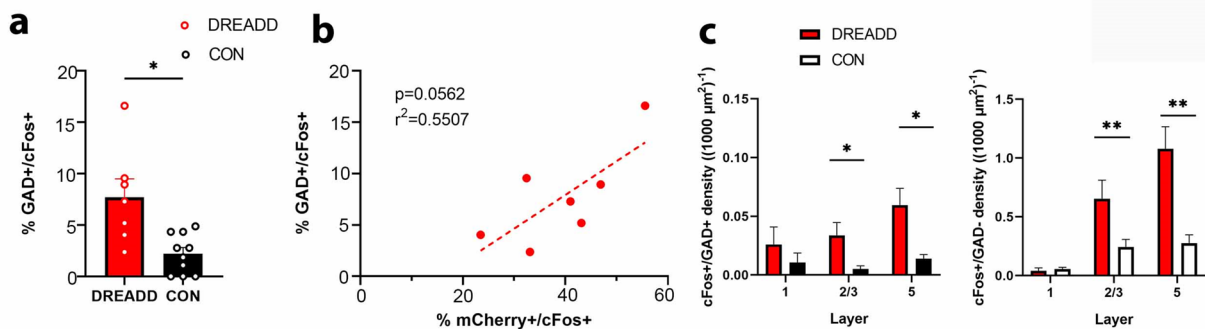 a
DREADD
CON
*
% GAD+/cFos+
20
15
10
5
0
DREADD CON
b
p=0.0562
r²=0.5507
% GAD+/cFos+
20
15
10
5
0
0 20 40 60
% mCherry+/cFos+
c
DREADD
CON
cFos+/GAD+ density ((1000 µm²)⁻¹)
0.15
0.10
0.05
0.00
*
*
1 2/3 5
Layer
cFos+/GAD- density ((1000 µm²)⁻¹)
1.5
1.0
0.5
0.0
**
**
1 2/3 5
Layer